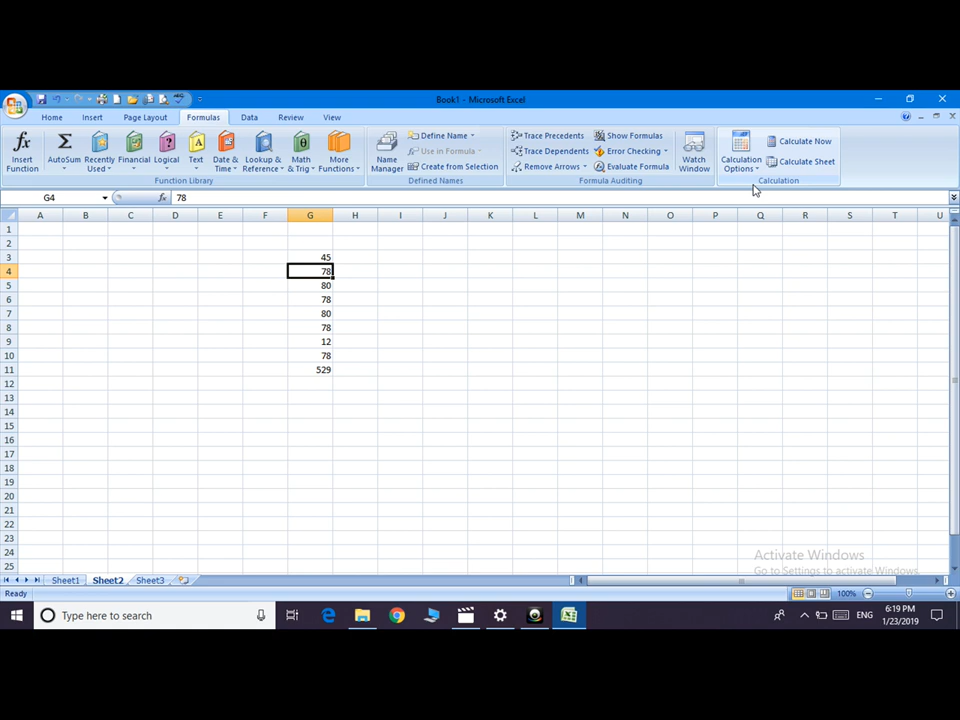 Book1 - Microsoft Excel
Home Insert Page Layout Formulas Data Review View
Insert Function
AutoSum
Recently Used
Financial
Logical
Text
Date & Time
Lookup & Reference
Math & Trig
More Functions
Function Library
Name Manager
Define Name
Use in Formula
Create from Selection
Defined Names
Trace Precedents
Trace Dependents
Remove Arrows
Show Formulas
Error Checking
Evaluate Formula
Formula Auditing
Watch Window
Calculation Options
Calculate Now
Calculate Sheet
Calculation
G4 fx 78
A B C D E F G H I J K L M N O P Q R S T U
1
2
3 45
4 78
5 80
6 78
7 80
8 78
9 12
10 78
11 529
12
13
14
15
16
17
18
19
20
21
22
23
24
25
Activate Windows
Go to Settings to activate Windows.
Sheet1 Sheet2 Sheet3
Ready 100%
Type here to search
ENG
6:19 PM
1/23/2019